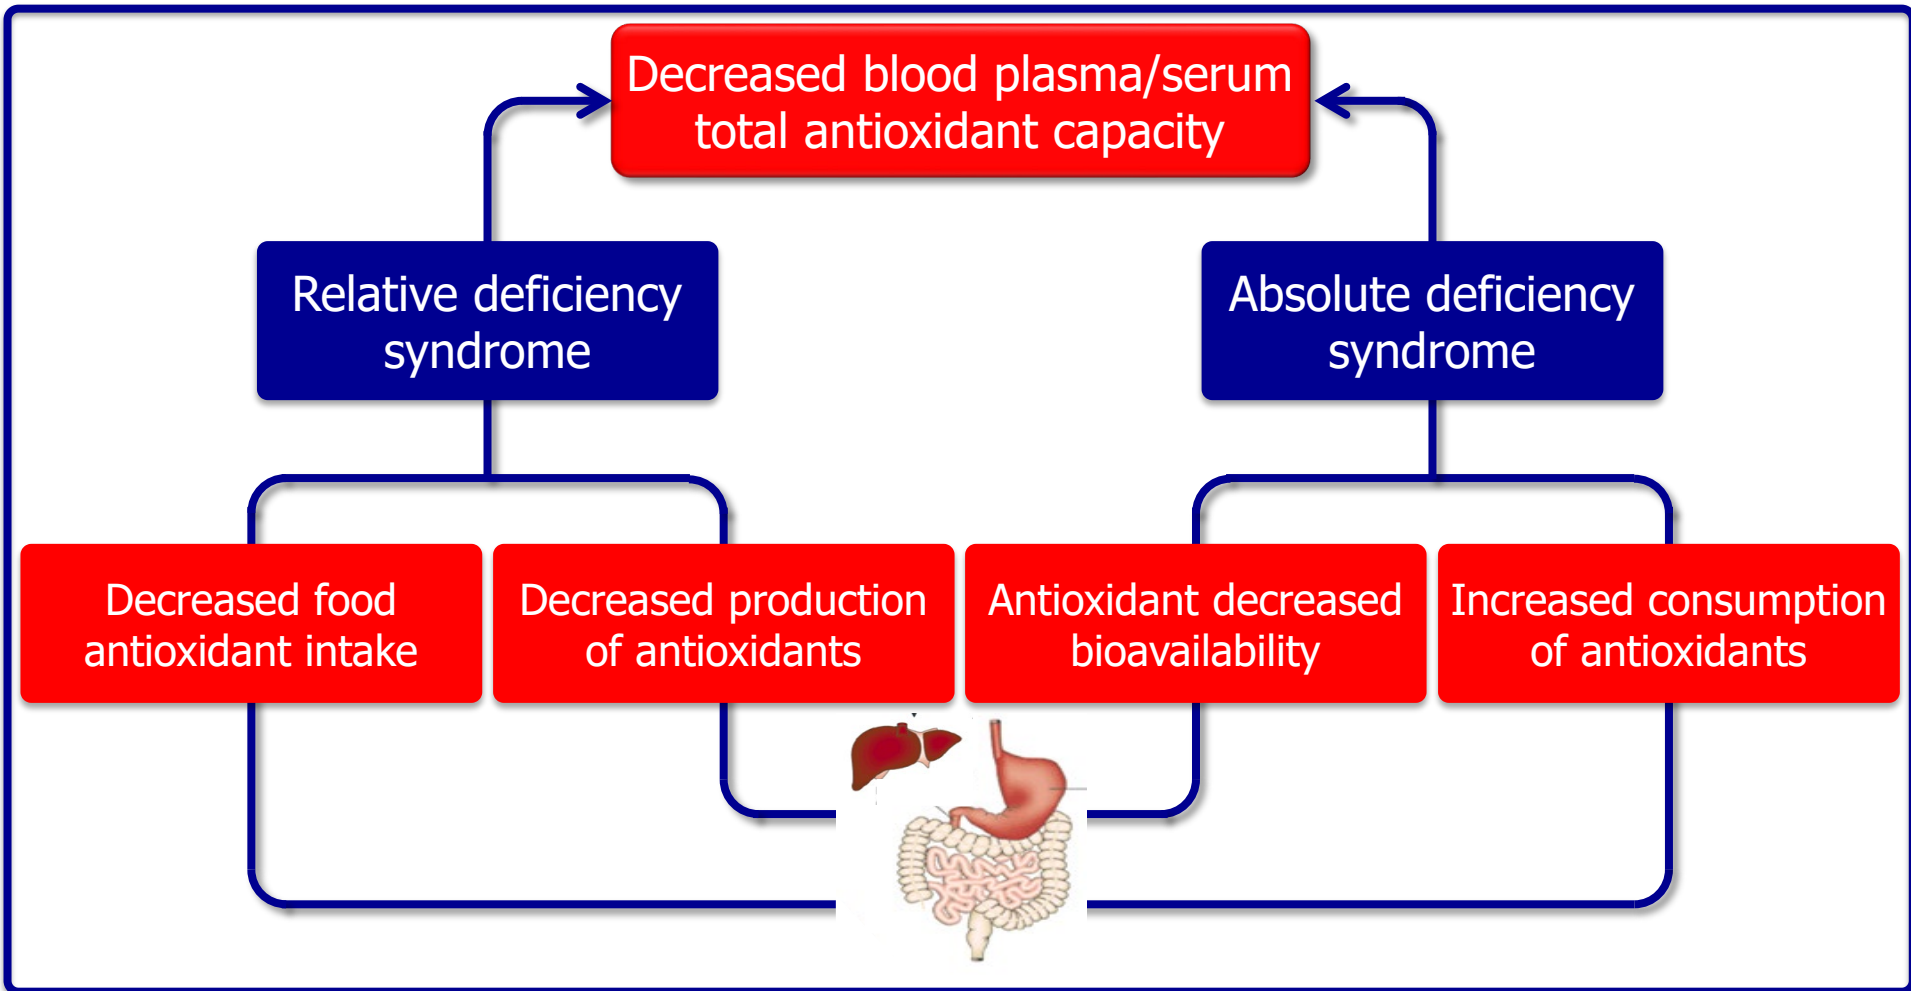 Decreased blood plasma/serum
total antioxidant capacity
Relative deficiency
syndrome
Absolute deficiency
syndrome
Decreased food
antioxidant intake
Decreased production
of antioxidants
Antioxidant decreased
bioavailability
Increased consumption
of antioxidants